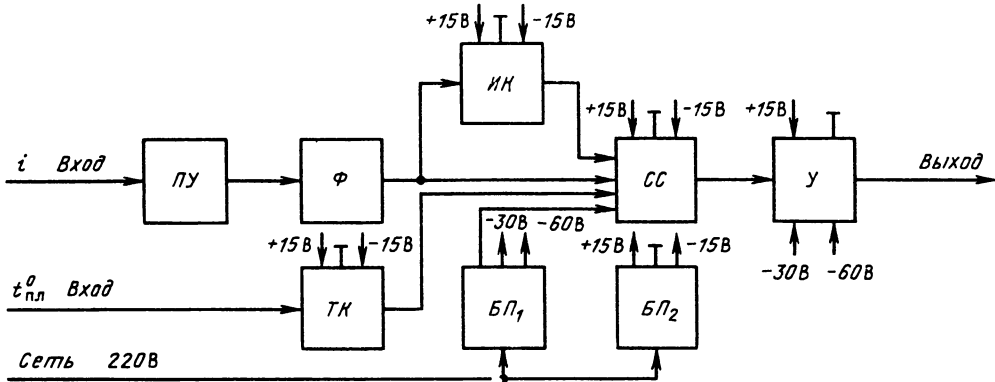 +15В -15В
ИК
+15В -15В +15В
i Вход ПУ Ф СС У Выход
+15В -15В -30В -60В +15В -15В
-30В -60В
t⁰пл Вход ТК БП₁ БП₂
Сеть 220В